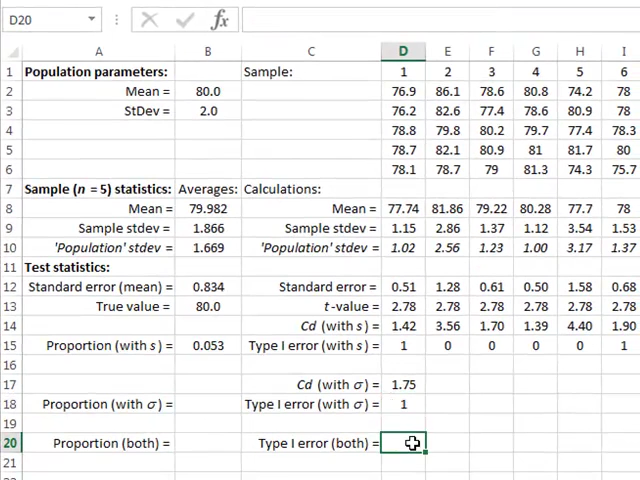 D20 fx
A B C D E F G H I
1 Population parameters: Sample: 1 2 3 4 5 6
2 Mean = 80.0 76.9 86.1 78.6 80.8 74.2 78
3 StDev = 2.0 76.2 82.6 77.4 78.6 80.9 78
4 78.8 79.8 80.2 79.7 77.4 78.3
5 78.7 82.1 80.9 81 81.7 80
6 78.1 78.7 79 81.3 74.3 75.7
7 Sample (n = 5) statistics: Averages: Calculations:
8 Mean = 79.982 Mean = 77.74 81.86 79.22 80.28 77.7 78
9 Sample stdev = 1.866 Sample stdev = 1.15 2.86 1.37 1.12 3.54 1.53
10 'Population' stdev = 1.669 'Population' stdev = 1.02 2.56 1.23 1.00 3.17 1.37
11 Test statistics:
12 Standard error (mean) = 0.834 Standard error = 0.51 1.28 0.61 0.50 1.58 0.68
13 True value = 80.0 t-value = 2.78 2.78 2.78 2.78 2.78 2.78
14 Cd (with s) = 1.42 3.56 1.70 1.39 4.40 1.90
15 Proportion (with s) = 0.053 Type I error (with s) = 1 0 0 0 0 1
16
17 Cd (with σ) = 1.75
18 Proportion (with σ) = Type I error (with σ) = 1
19
20 Proportion (both) = Type I error (both) =
21
22